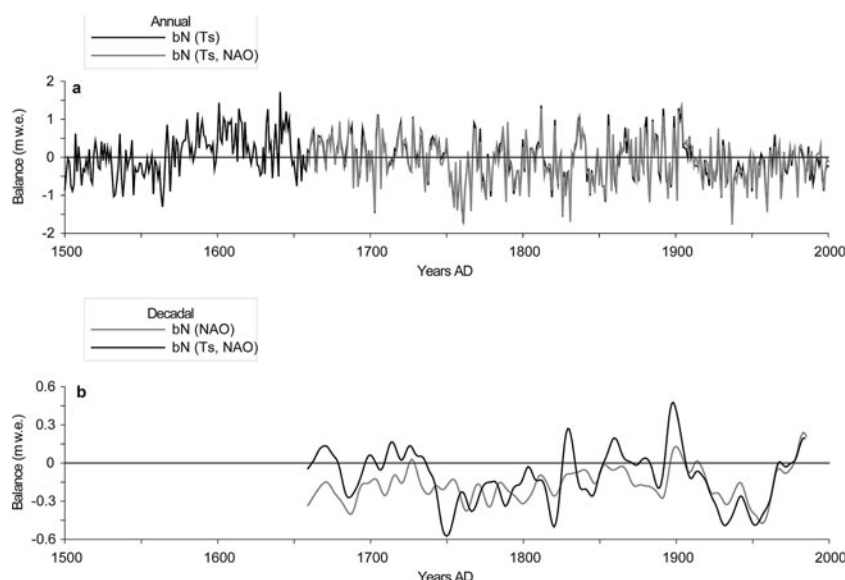 Annual
bN (Ts)
bN (Ts, NAO)
a
2
1
0
-1
-2
Balance (m w.e.)
1500 1600 1700 1800 1900 2000
Years AD
Decadal
bN (NAO)
bN (Ts, NAO)
b
0.6
0.3
0
-0.3
-0.6
Balance (m w.e.)
1500 1600 1700 1800 1900 2000
Years AD